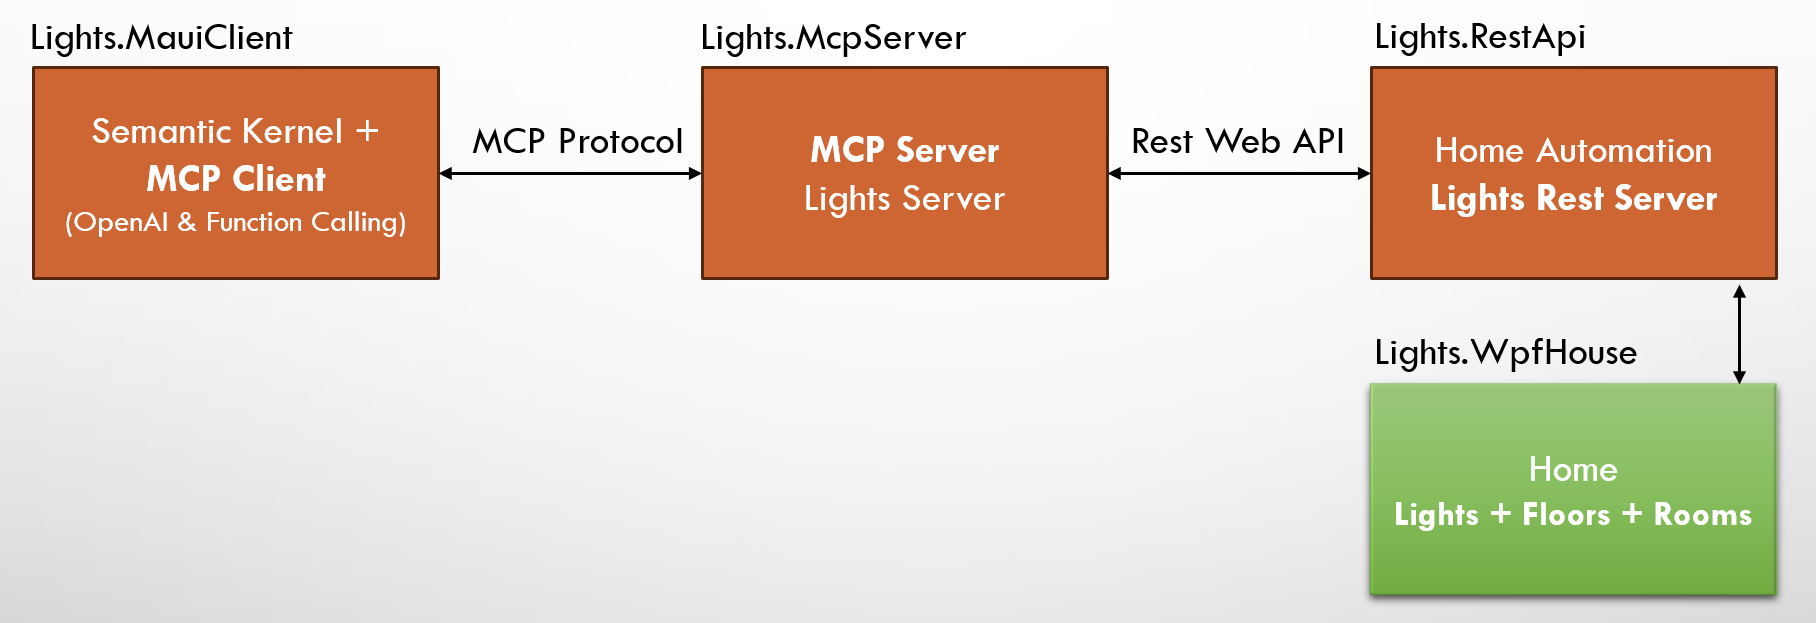 Lights.MauiClient
Semantic Kernel +
MCP Client
(OpenAI & Function Calling)
MCP Protocol
Lights.McpServer
MCP Server
Lights Server
Rest Web API
Lights.RestApi
Home Automation
Lights Rest Server
Lights.WpfHouse
Home
Lights + Floors + Rooms